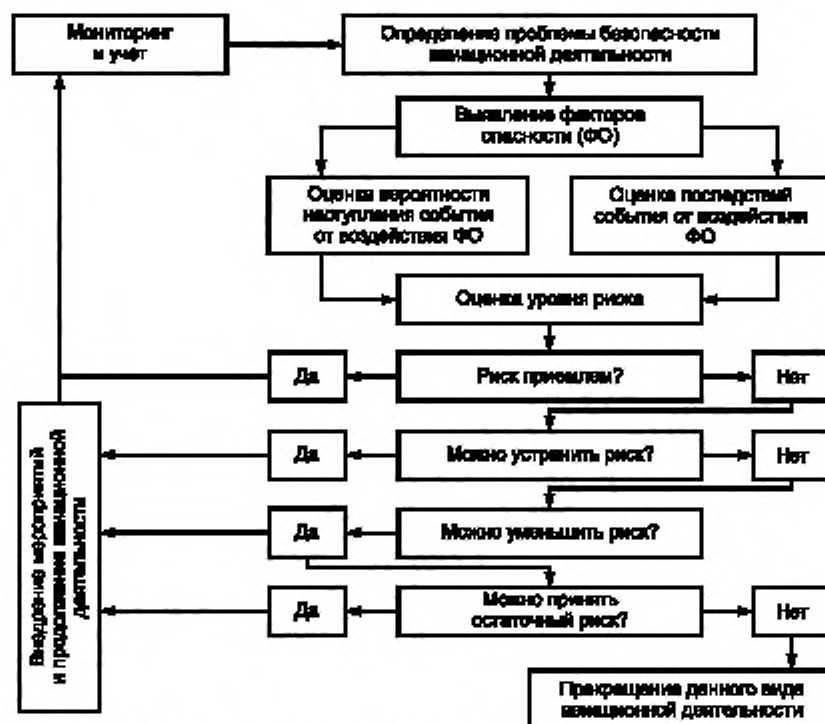 Мониторинг
и учет
Определение проблемы безопасности
авиационной деятельности
Выявление факторов
опасности (ФО)
Оценка вероятности
наступления события
от воздействия ФО
Оценка последствий
события от воздействия
ФО
Оценка уровня риска
Да
Риск приемлем?
Нет
Да
Можно устранить риск?
Нет
Да
Можно уменьшить риск?
Да
Можно принять
остаточный риск?
Нет
Внедрение мероприятий
и продолжение авиационной
деятельности
Прекращение данного вида
авиационной деятельности